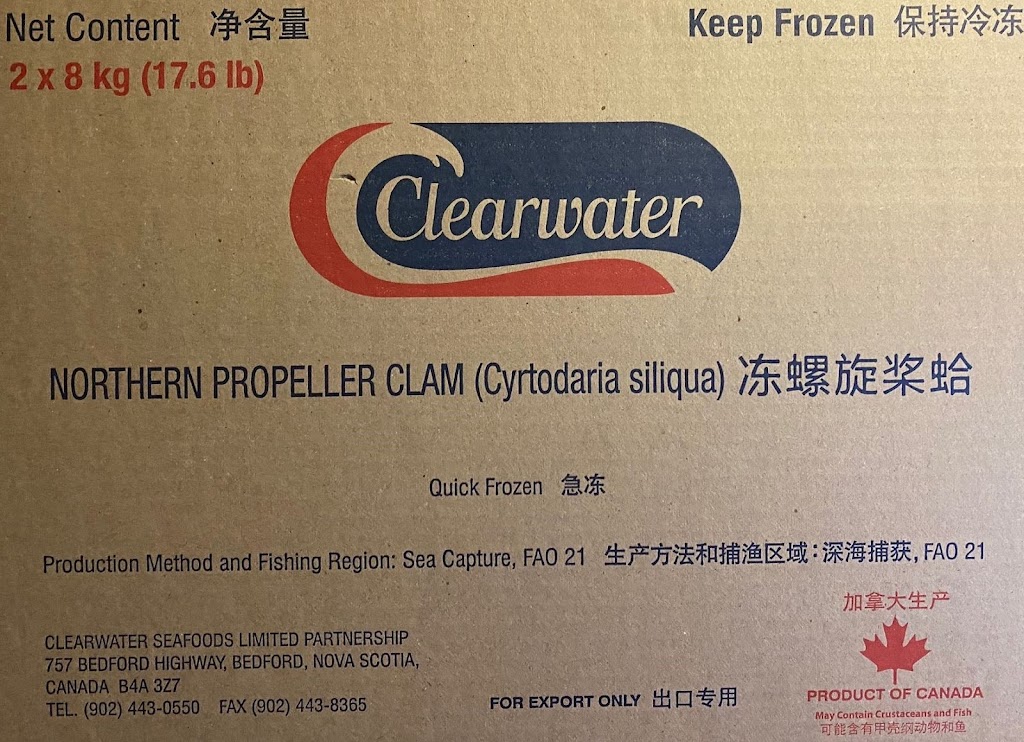 Net Content 净含量
Keep Frozen 保持冷冻
2 x 8 kg (17.6 lb)
Clearwater
NORTHERN PROPELLER CLAM (Cyrtodaria siliqua) 冻螺旋桨蛤
Quick Frozen 急冻
Production Method and Fishing Region: Sea Capture, FAO 21 生产方法和捕渔区域：深海捕获, FAO 21
加拿大生产
CLEARWATER SEAFOODS LIMITED PARTNERSHIP
757 BEDFORD HIGHWAY, BEDFORD, NOVA SCOTIA,
CANADA B4A 3Z7
TEL. (902) 443-0550 FAX (902) 443-8365
FOR EXPORT ONLY 出口专用
PRODUCT OF CANADA
May Contain Crustaceans and Fish
可能含有甲壳纲动物和鱼